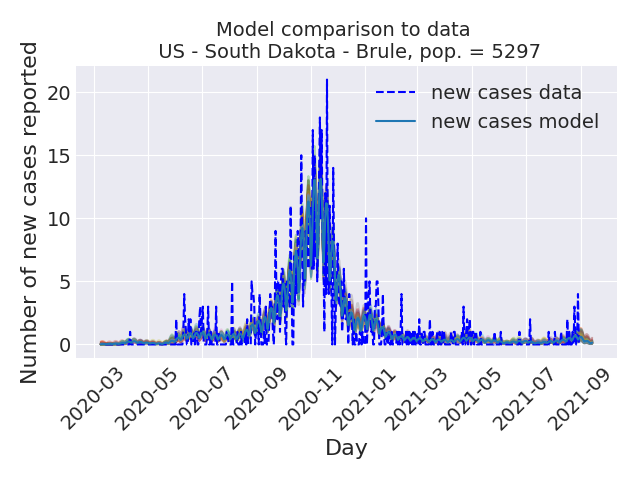 Model comparison to data
US - South Dakota - Brule, pop. = 5297
Number of new cases reported
20
15
10
5
0
new cases data
new cases model
2020-03
2020-05
2020-07
2020-09
2020-11
2021-01
2021-03
2021-05
2021-07
2021-09
Day